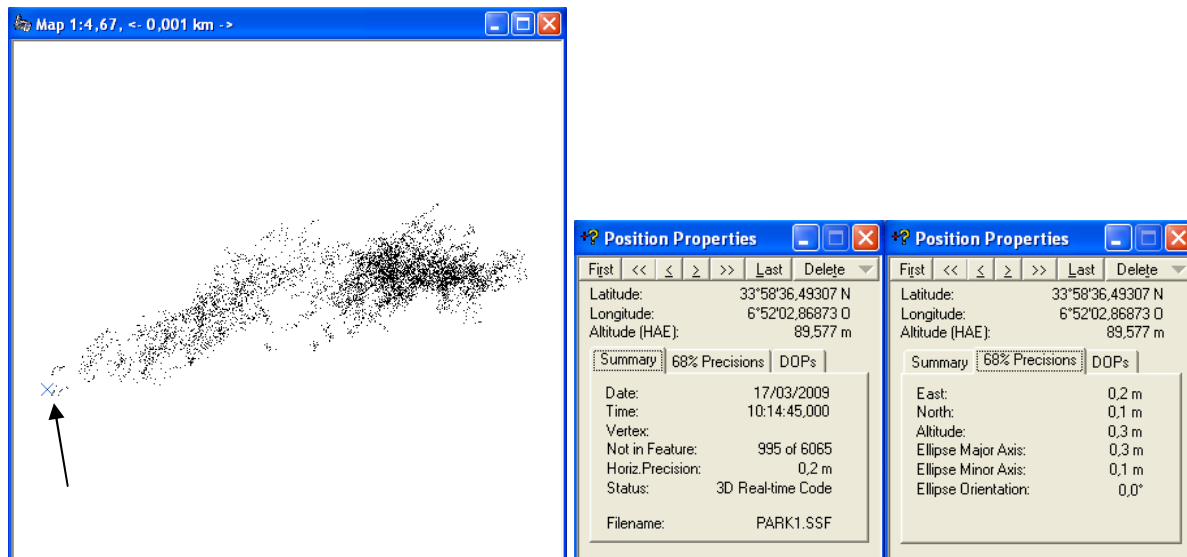 Map 1:4,67, <- 0,001 km ->
Position Properties
First << < > >> Last Delete
Latitude: 33°58'36,49307 N
Longitude: 6°52'02,86873 O
Altitude (HAE): 89,577 m
Summary 68% Precisions DOPs
Date: 17/03/2009
Time: 10:14:45,000
Vertex:
Not in Feature: 995 of 6065
Horiz.Precision: 0,2 m
Status: 3D Real-time Code
Filename: PARK1.SSF
Position Properties
First << < > >> Last Delete
Latitude: 33°58'36,49307 N
Longitude: 6°52'02,86873 O
Altitude (HAE): 89,577 m
Summary 68% Precisions DOPs
East: 0,2 m
North: 0,1 m
Altitude: 0,3 m
Ellipse Major Axis: 0,3 m
Ellipse Minor Axis: 0,1 m
Ellipse Orientation: 0,0°